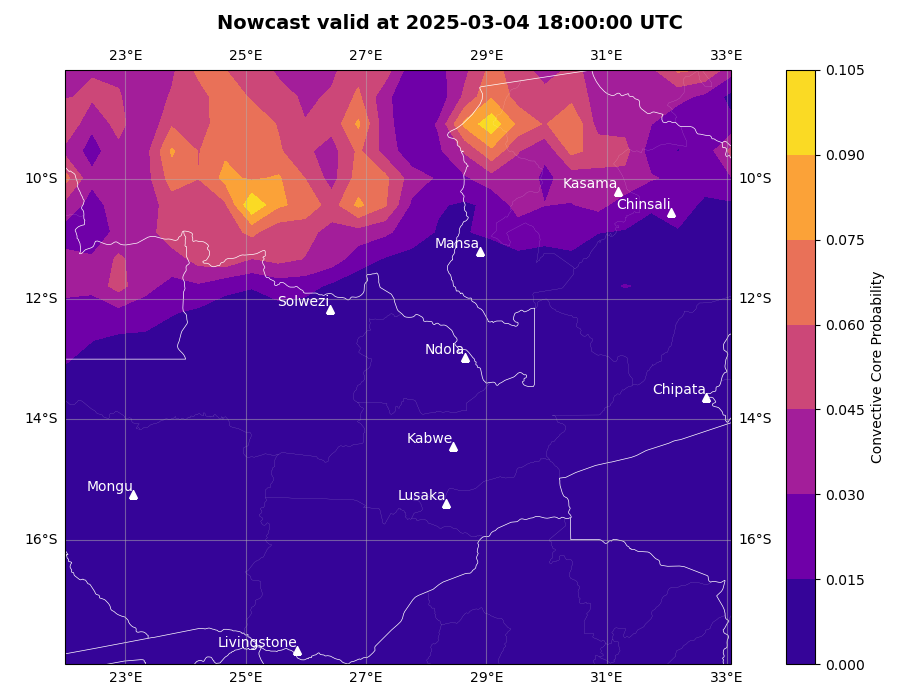 Nowcast valid at 2025-03-04 18:00:00 UTC
23°E 25°E 27°E 29°E 31°E 33°E
0.105
0.090
10°S Kasama 10°S
Chinsali
0.075
Mansa
12°S Solwezi 12°S
0.060
Ndola
Chipata
0.045
14°S 14°S
Kabwe
Mongu Lusaka
0.030
16°S 16°S
0.015
Livingstone
0.000
23°E 25°E 27°E 29°E 31°E 33°E
Convective Core Probability